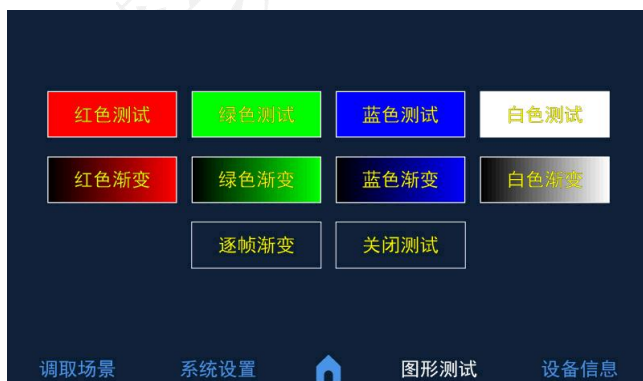 红色测试 绿色测试 蓝色测试 白色测试
红色渐变 绿色渐变 蓝色渐变 白色渐变
逐帧渐变 关闭测试
调取场景 系统设置 图形测试 设备信息